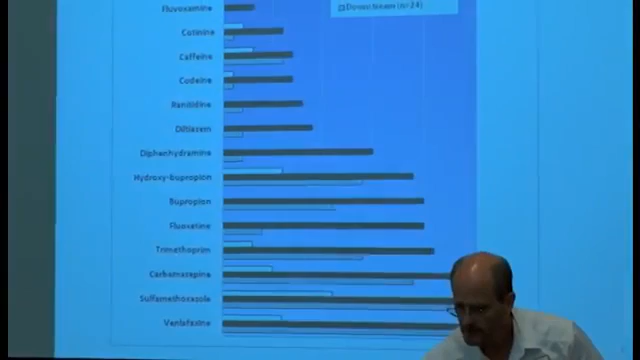 Fluvoxamine
Cotinine
Caffeine
Codeine
Ranitidine
Diltiazem
Diphenhydramine
Hydroxy-bupropion
Bupropion
Fluoxetine
Trimethoprim
Carbamazepine
Sulfamethoxazole
Venlafaxine